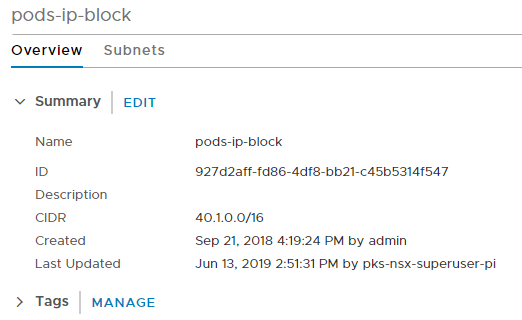 pods-ip-block
Overview Subnets
Summary EDIT
Name pods-ip-block
ID 927d2aff-fd86-4df8-bb21-c45b5314f547
Description
CIDR 40.1.0.0/16
Created Sep 21, 2018 4:19:24 PM by admin
Last Updated Jun 13, 2019 2:51:31 PM by pks-nsx-superuser-pi
Tags MANAGE